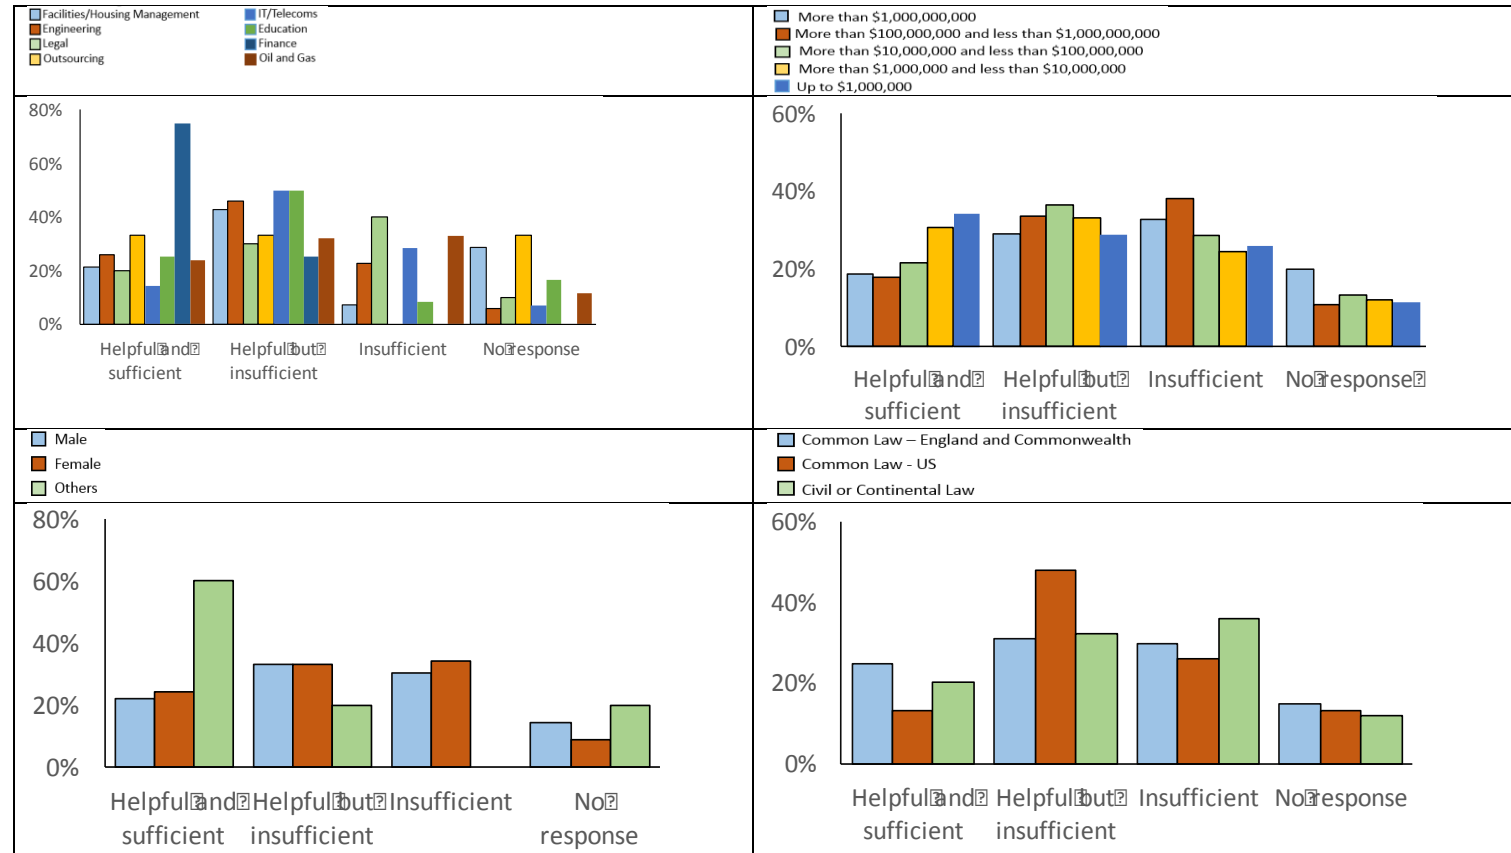 Facilities/Housing Management
Engineering
Legal
Outsourcing
IT/Telecoms
Education
Finance
Oil and Gas
80%
60%
40%
20%
0%
Helpful and
sufficient
Helpful but
insufficient
Insufficient
No response
More than $1,000,000,000
More than $100,000,000 and less than $1,000,000,000
More than $10,000,000 and less than $100,000,000
More than $1,000,000 and less than $10,000,000
Up to $1,000,000
60%
40%
20%
0%
Helpful and
sufficient
Helpful but
insufficient
Insufficient
No response
Male
Female
Others
80%
60%
40%
20%
0%
Helpful and
sufficient
Helpful but
insufficient
Insufficient
No
response
Common Law – England and Commonwealth
Common Law - US
Civil or Continental Law
60%
40%
20%
0%
Helpful and
sufficient
Helpful but
insufficient
Insufficient
No response